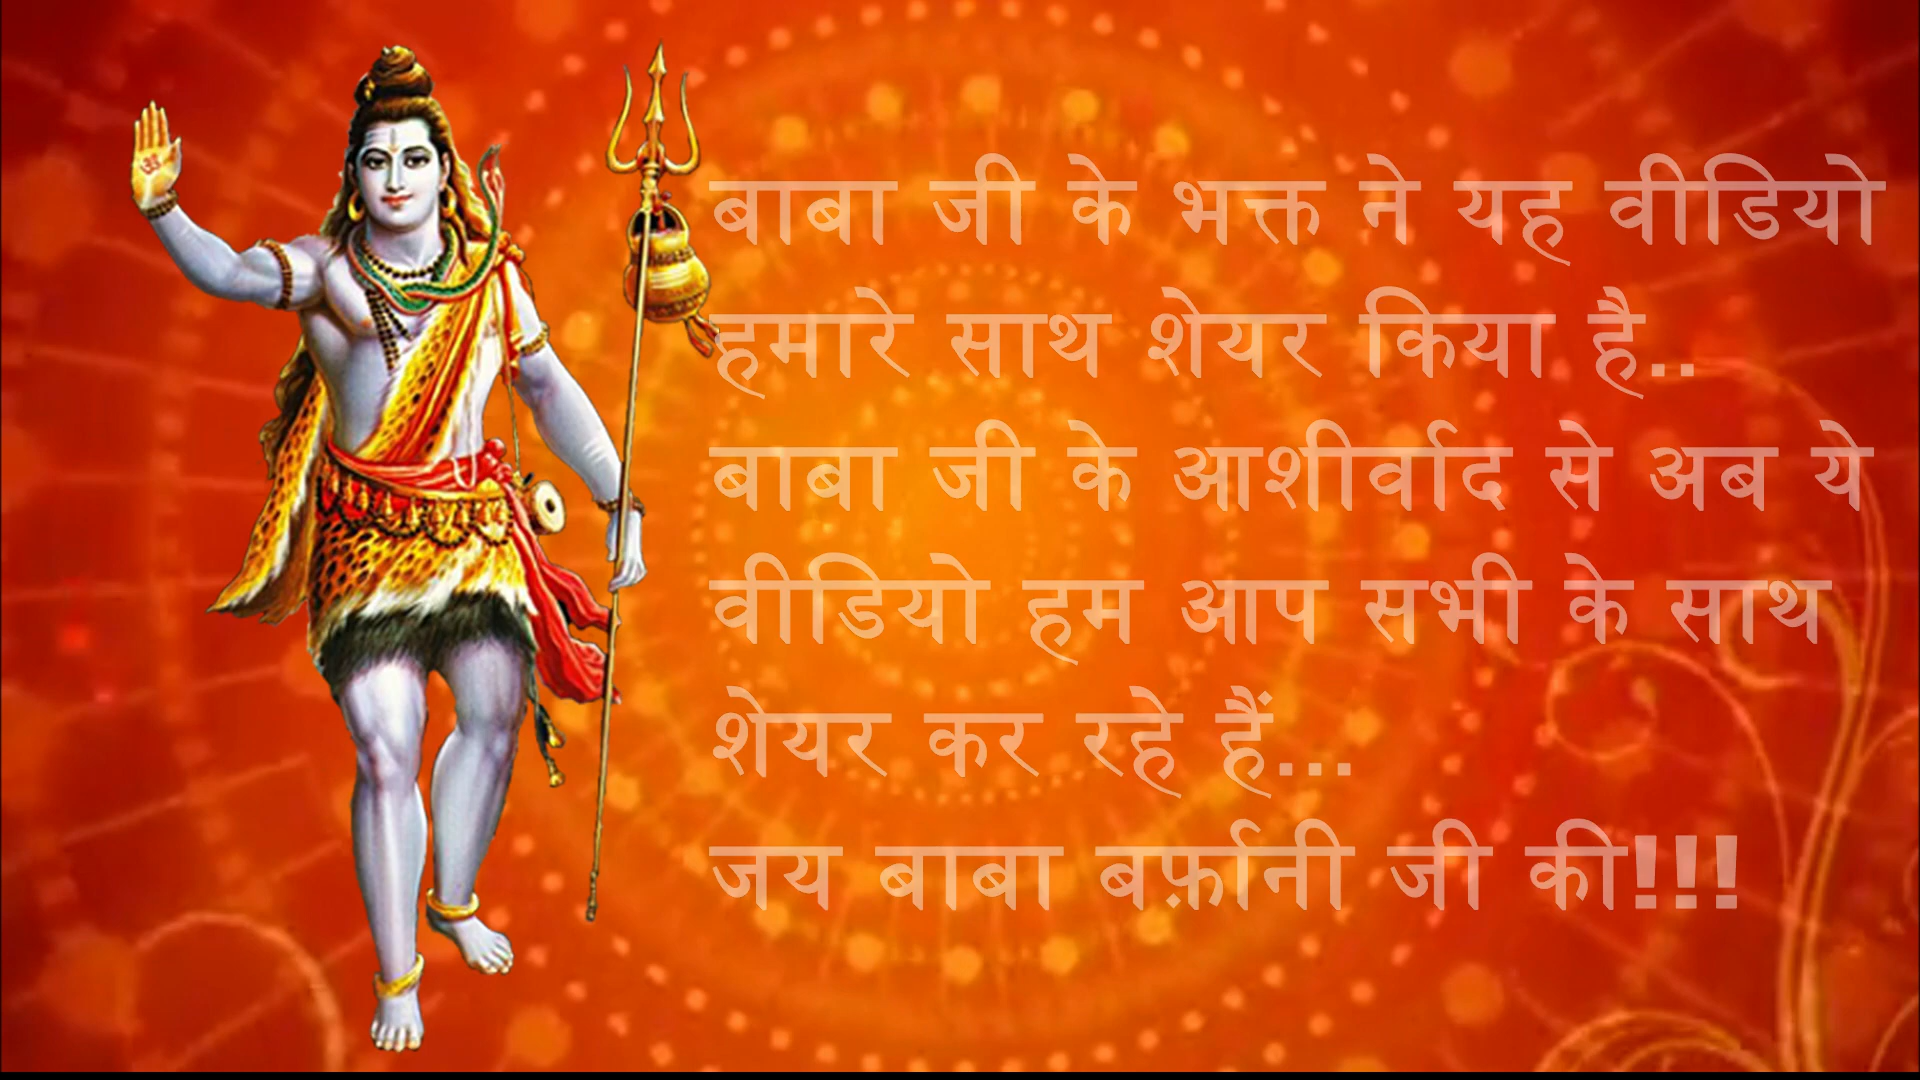 बाबा जी के भक्त ने यह वीडियो
हमारे साथ शेयर किया है..
बाबा जी के आशीर्वाद से अब ये
वीडियो हम आप सभी के साथ
शेयर कर रहे हैं...
जय बाबा बर्फ़ानी जी की!!!
ॐ